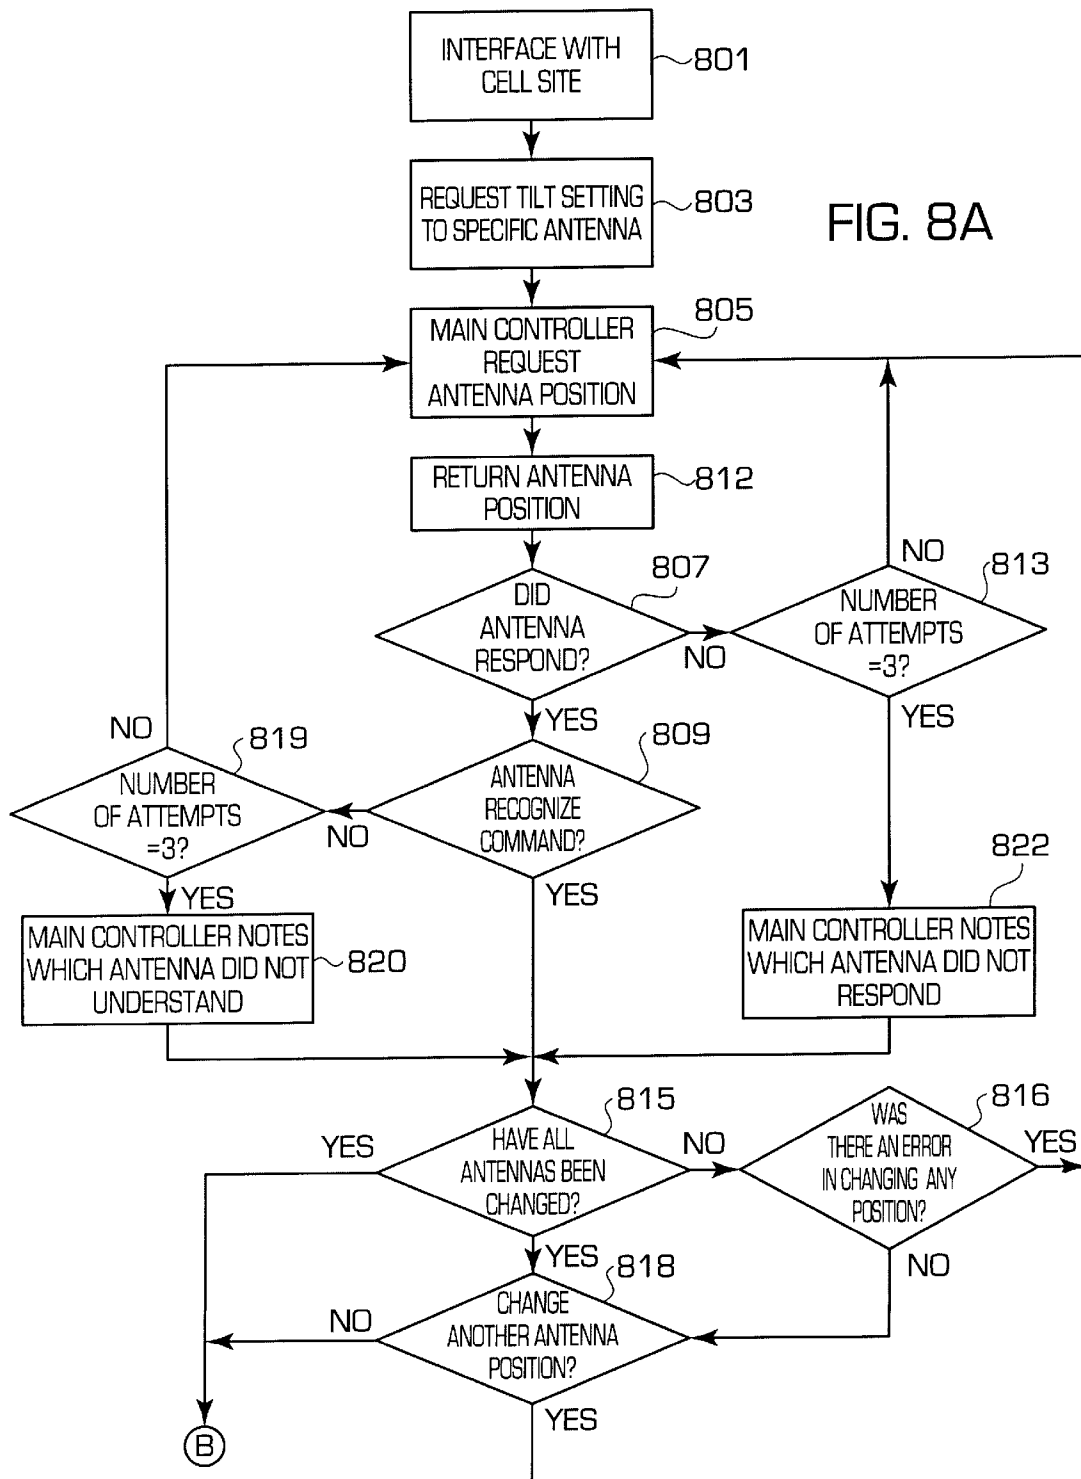 INTERFACE WITH
CELL SITE
801
REQUEST TILT SETTING
TO SPECIFIC ANTENNA
803
FIG. 8A
MAIN CONTROLLER
REQUEST
ANTENNA POSITION
805
RETURN ANTENNA
POSITION
812
DID
ANTENNA
RESPOND?
807
NO
YES
NUMBER
OF ATTEMPTS
=3?
813
NO
YES
ANTENNA
RECOGNIZE
COMMAND?
809
NO
YES
NUMBER
OF ATTEMPTS
=3?
819
NO
YES
MAIN CONTROLLER NOTES
WHICH ANTENNA DID NOT
UNDERSTAND
820
MAIN CONTROLLER NOTES
WHICH ANTENNA DID NOT
RESPOND
822
HAVE ALL
ANTENNAS BEEN
CHANGED?
815
YES
NO
YES
WAS
THERE AN ERROR
IN CHANGING ANY
POSITION?
816
YES
NO
CHANGE
ANOTHER ANTENNA
POSITION?
818
NO
YES
B